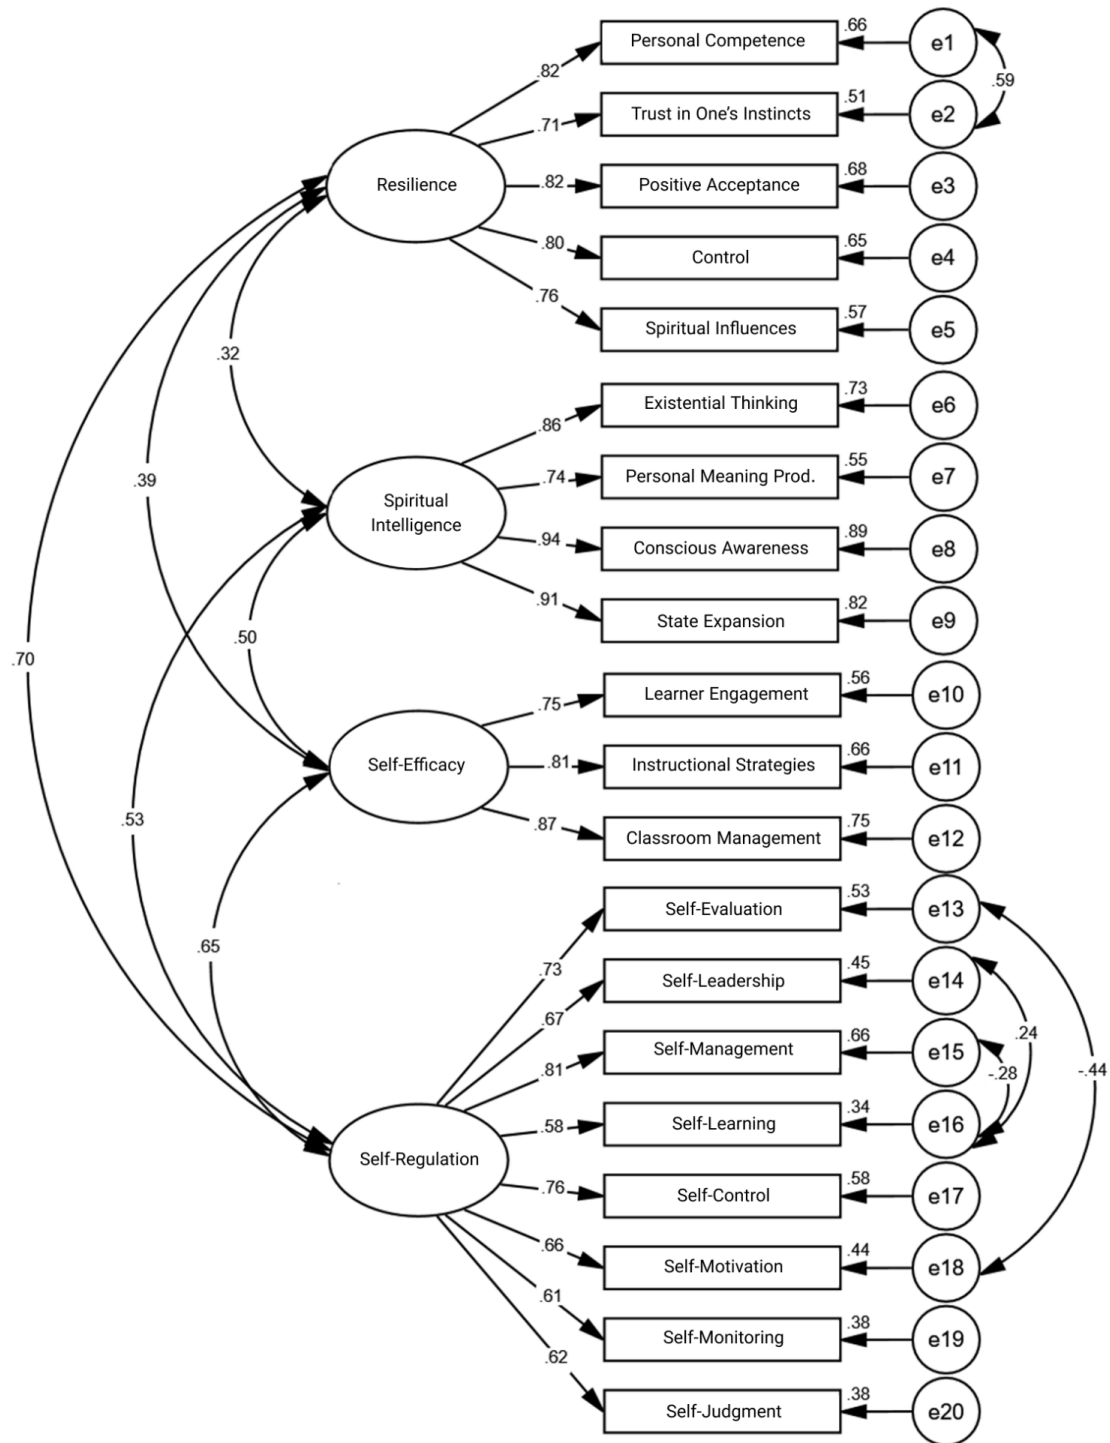 Personal Competence
.66
e1
.82
.59
Trust in One's Instincts
.51
e2
.71
Resilience
Positive Acceptance
.68
e3
.82
Control
.65
e4
.80
Spiritual Influences
.57
e5
.76
.32
Existential Thinking
.73
e6
.86
.39
Personal Meaning Prod.
.55
e7
.74
Spiritual
Intelligence
Conscious Awareness
.89
e8
.94
State Expansion
.82
e9
.91
.50
.70
Learner Engagement
.56
e10
.75
Self-Efficacy
Instructional Strategies
.66
e11
.81
Classroom Management
.75
e12
.87
.53
Self-Evaluation
.53
e13
.73
.65
Self-Leadership
.45
e14
.67
.24
Self-Management
.66
e15
.81
-.28
-.44
Self-Learning
.34
e16
.58
Self-Regulation
Self-Control
.58
e17
.76
Self-Motivation
.44
e18
.66
Self-Monitoring
.38
e19
.61
Self-Judgment
.38
e20
.62